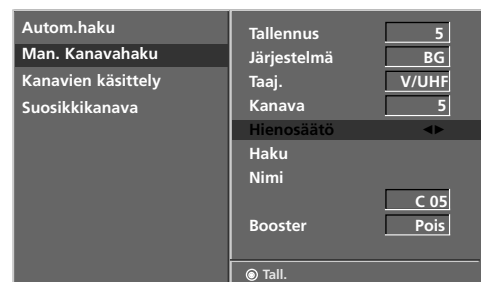 Autom.haku
Man. Kanavahaku
Kanavien käsittely
Suosikkikanava
Tallennus 5
Järjestelmä BG
Taaj. V/UHF
Kanava 5
Hienosäätö ◀▶
Haku
Nimi
C 05
Booster Pois
◉ Tall.